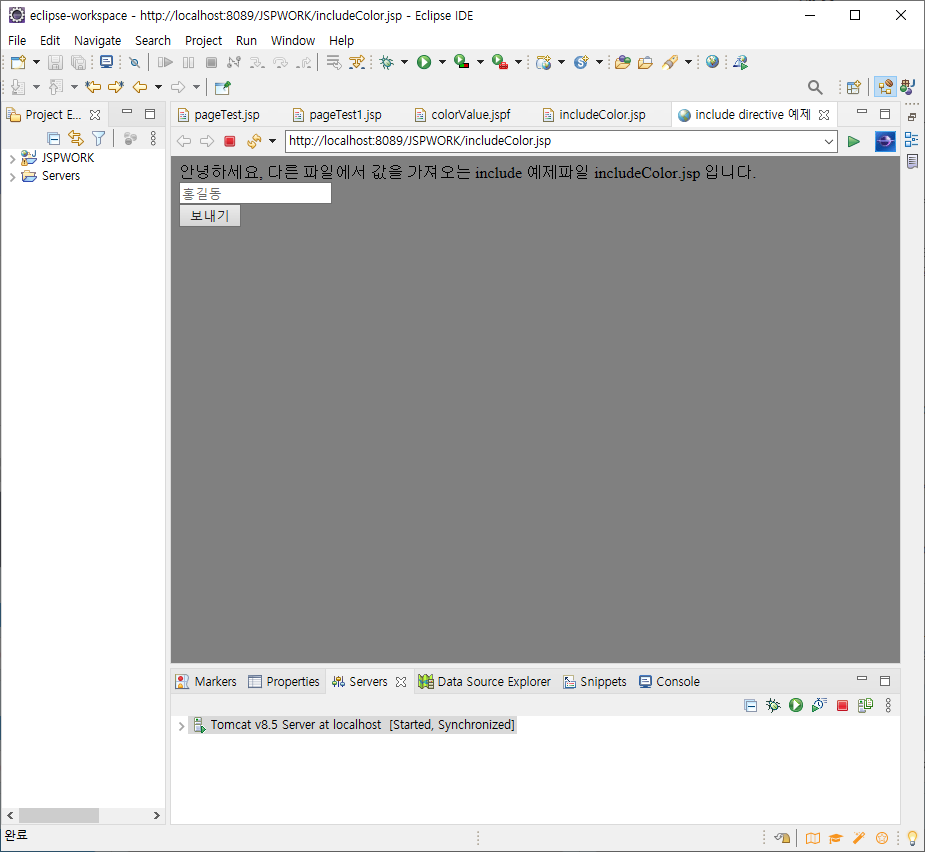 eclipse-workspace - http://localhost:8089/JSPWORK/includeColor.jsp - Eclipse IDE
File Edit Navigate Search Project Run Window Help
Project E...
pageTest.jsp pageTest1.jsp colorValue.jspf includeColor.jsp include directive 예제
http://localhost:8089/JSPWORK/includeColor.jsp
JSPWORK
Servers
안녕하세요, 다른 파일에서 값을 가져오는 include 예제파일 includeColor.jsp 입니다.
홍길동
보내기
Markers Properties Servers Data Source Explorer Snippets Console
Tomcat v8.5 Server at localhost [Started, Synchronized]
완료